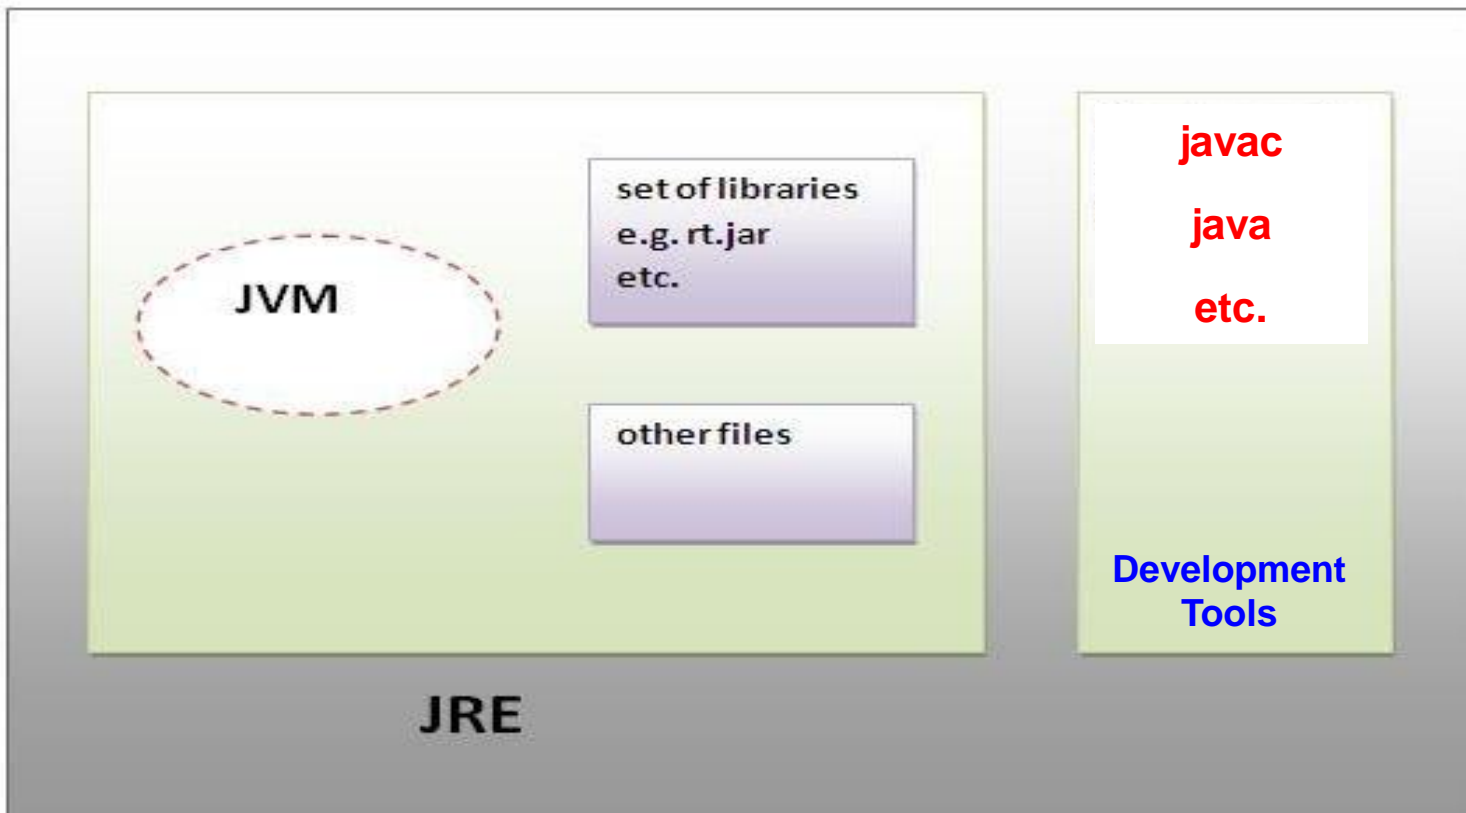 JVM
set of libraries
e.g. rt.jar
etc.
other files
JRE
javac
java
etc.
Development
Tools